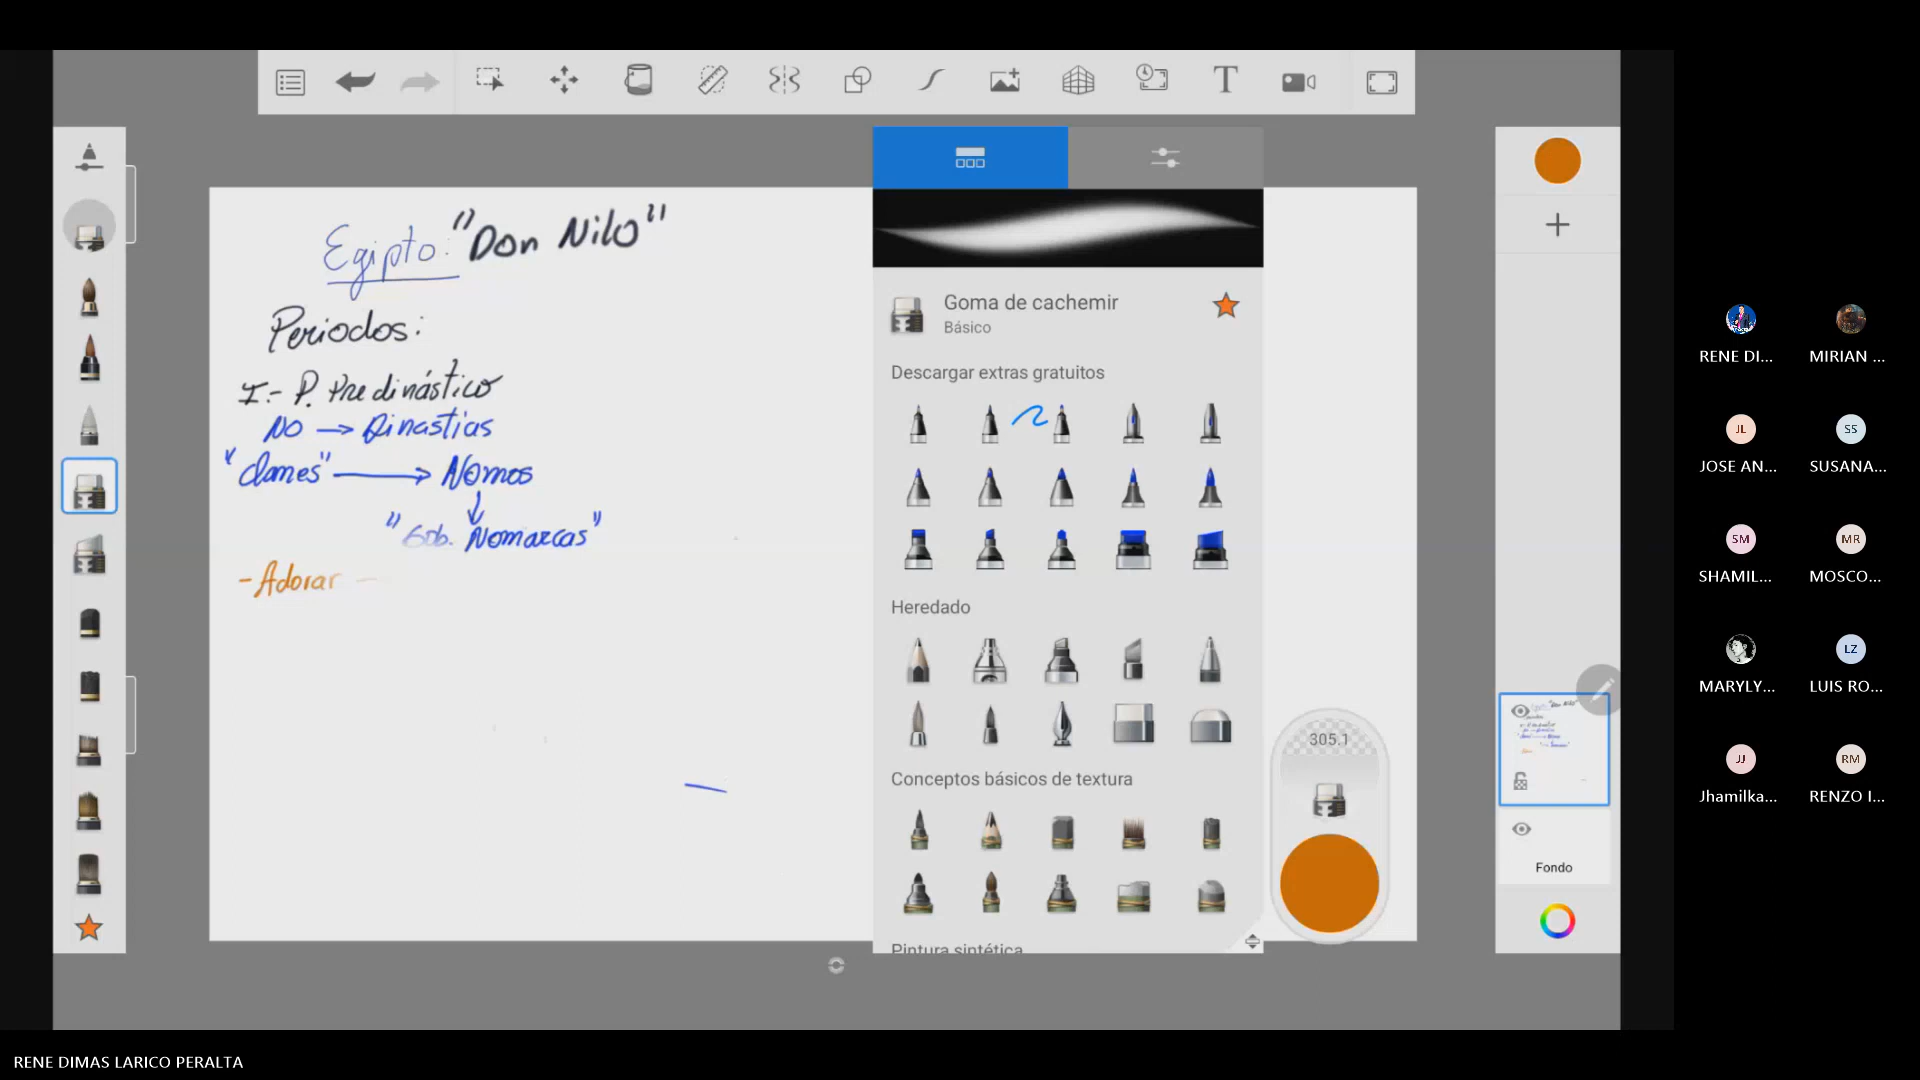 Egipto: "Don Nilo"
Periodos:
I.- P. Predinástico
NO → Dinastias
"Clanes" → Nomos
"Gob. Nomarcas"
- Adorar -
Goma de cachemir
Básico
Descargar extras gratuitos
Heredado
Conceptos básicos de textura
Pintura sintética
305.1
Fondo
RENE DI...
MIRIAN ...
JL
SS
JOSE AN...
SUSANA...
SM
MR
SHAMIL...
MOSCO...
LZ
MARYLY...
LUIS RO...
JJ
RM
Jhamilka...
RENZO I...
RENE DIMAS LARICO PERALTA